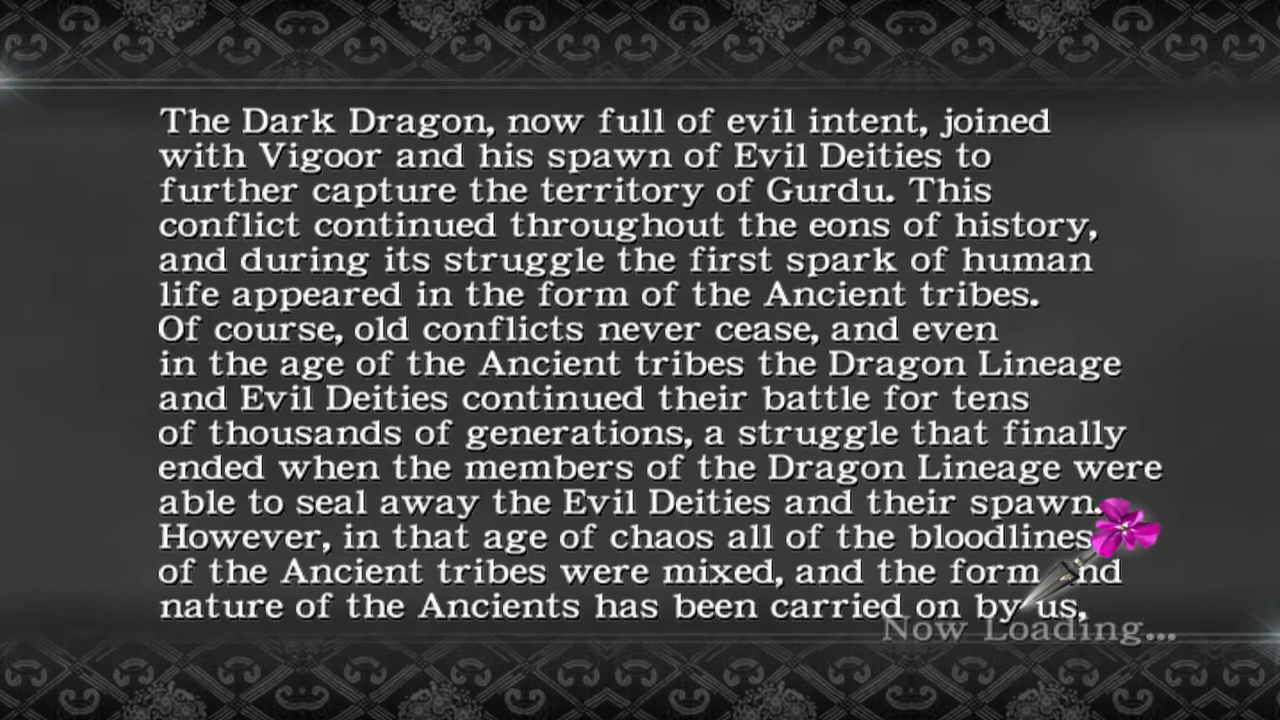 The Dark Dragon, now full of evil intent, joined
with Vigoor and his spawn of Evil Deities to
further capture the territory of Gurdu. This
conflict continued throughout the eons of history,
and during its struggle the first spark of human
life appeared in the form of the Ancient tribes.
Of course, old conflicts never cease, and even
in the age of the Ancient tribes the Dragon Lineage
and Evil Deities continued their battle for tens
of thousands of generations, a struggle that finally
ended when the members of the Dragon Lineage were
able to seal away the Evil Deities and their spawn.
However, in that age of chaos all of the bloodlines
of the Ancient tribes were mixed, and the form and
nature of the Ancients has been carried on by us,
Now Loading...